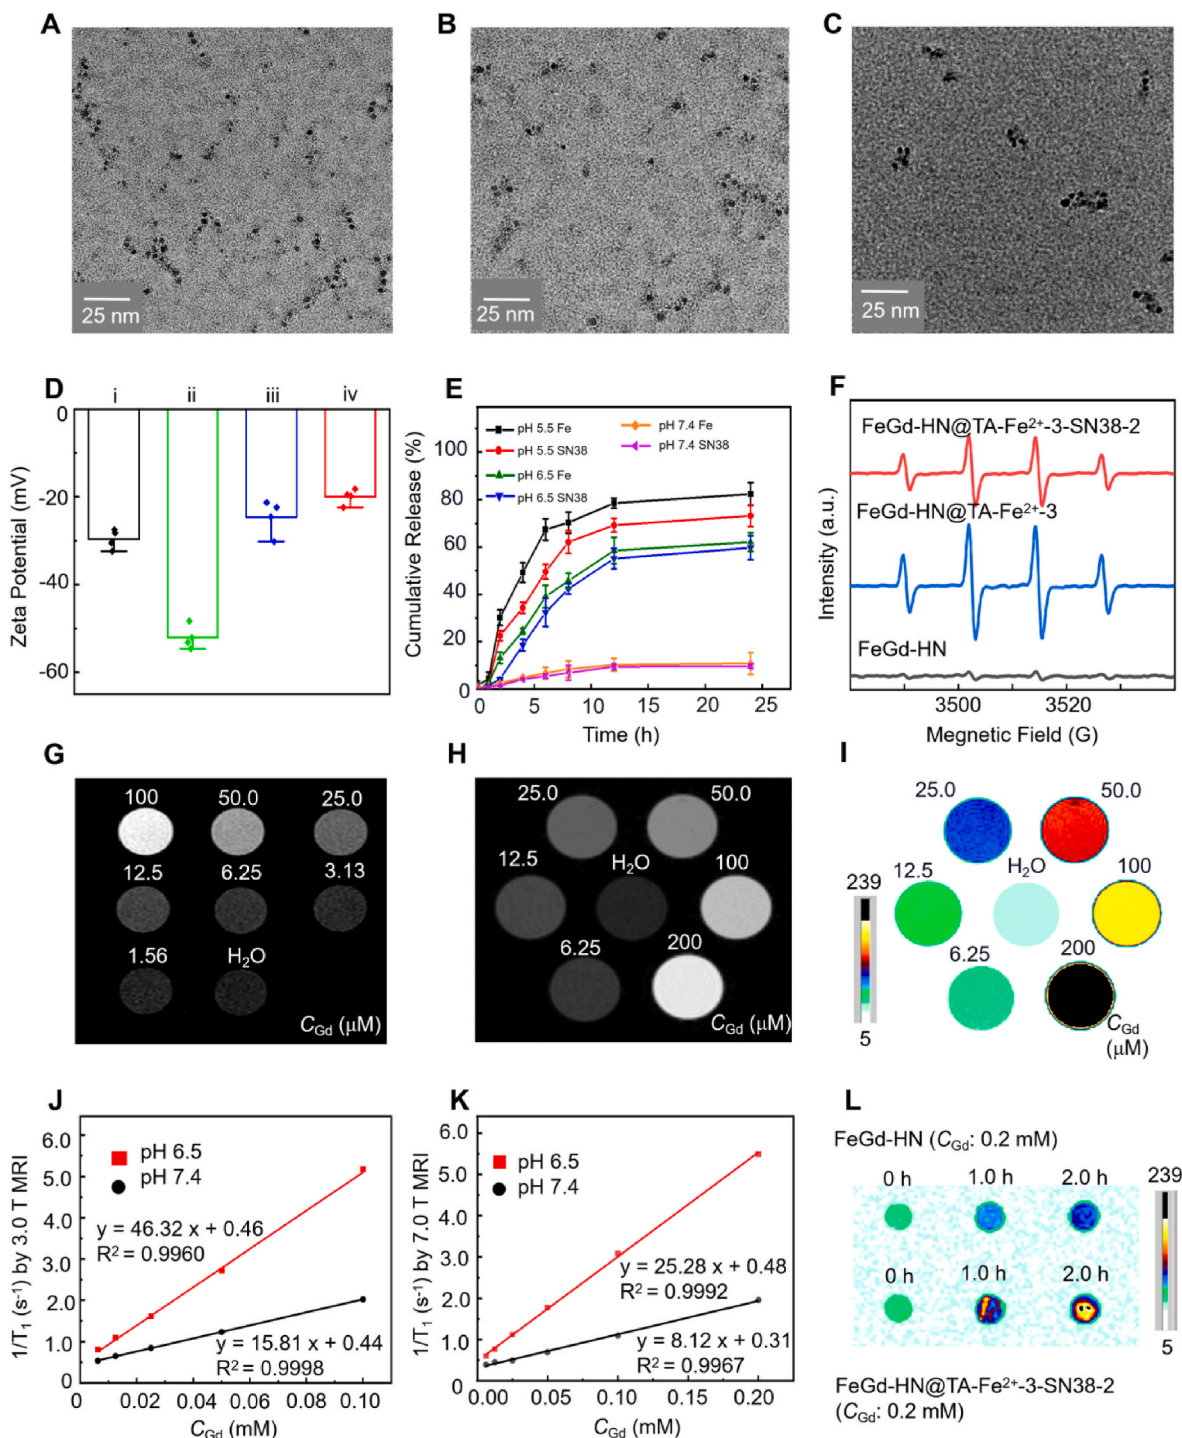 A
B
C
25 nm
25 nm
25 nm
D
i
ii
iii
iv
0
-20
-40
-60
Zeta Potential (mV)
E
100
80
60
40
20
0
Cumulative Release (%)
pH 5.5 Fe
pH 5.5 SN38
pH 6.5 Fe
pH 6.5 SN38
pH 7.4 Fe
pH 7.4 SN38
0
5
10
15
20
25
Time (h)
F
FeGd-HN@TA-Fe²⁺-3-SN38-2
FeGd-HN@TA-Fe²⁺-3
FeGd-HN
Intensity (a.u.)
3500
3520
Megnetic Field (G)
G
100
50.0
25.0
12.5
6.25
3.13
1.56
H₂O
C_Gd (μM)
H
25.0
50.0
12.5
H₂O
100
6.25
200
C_Gd (μM)
I
25.0
50.0
12.5
H₂O
100
239
6.25
200
5
C_Gd
(μM)
J
6.0
5.0
4.0
3.0
2.0
1.0
0
1/T₁ (s⁻¹) by 3.0 T MRI
pH 6.5
pH 7.4
y = 46.32 x + 0.46
R² = 0.9960
y = 15.81 x + 0.44
R² = 0.9998
0.00
0.02
0.04
0.06
0.08
0.10
C_Gd (mM)
K
6.0
5.0
4.0
3.0
2.0
1.0
0
1/T₁ (s⁻¹) by 7.0 T MRI
pH 6.5
pH 7.4
y = 25.28 x + 0.48
R² = 0.9992
y = 8.12 x + 0.31
R² = 0.9967
0.00
0.05
0.10
0.15
0.20
C_Gd (mM)
L
FeGd-HN (C_Gd: 0.2 mM)
0 h
1.0 h
2.0 h
239
0 h
1.0 h
2.0 h
5
FeGd-HN@TA-Fe²⁺-3-SN38-2
(C_Gd: 0.2 mM)